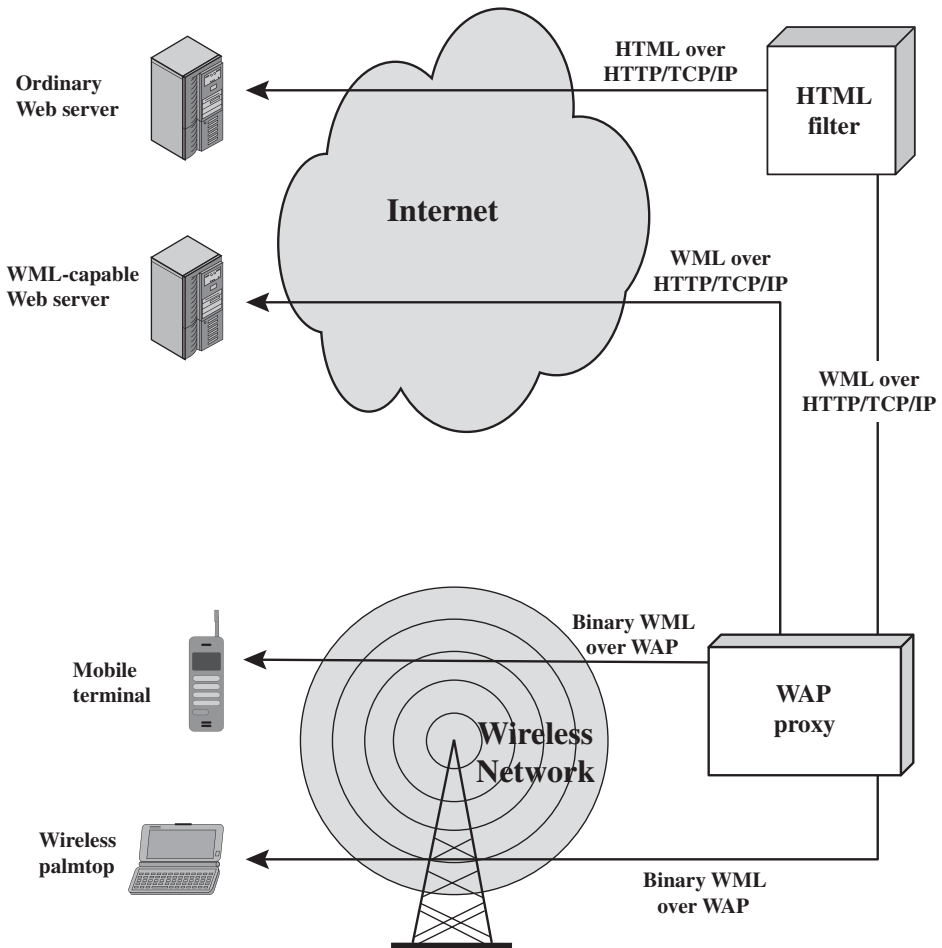 Ordinary
Web server
HTML over
HTTP/TCP/IP
HTML
filter
Internet
WML-capable
Web server
WML over
HTTP/TCP/IP
WML over
HTTP/TCP/IP
Mobile
terminal
Binary WML
over WAP
WAP
proxy
Wireless
Network
Wireless
palmtop
Binary WML
over WAP